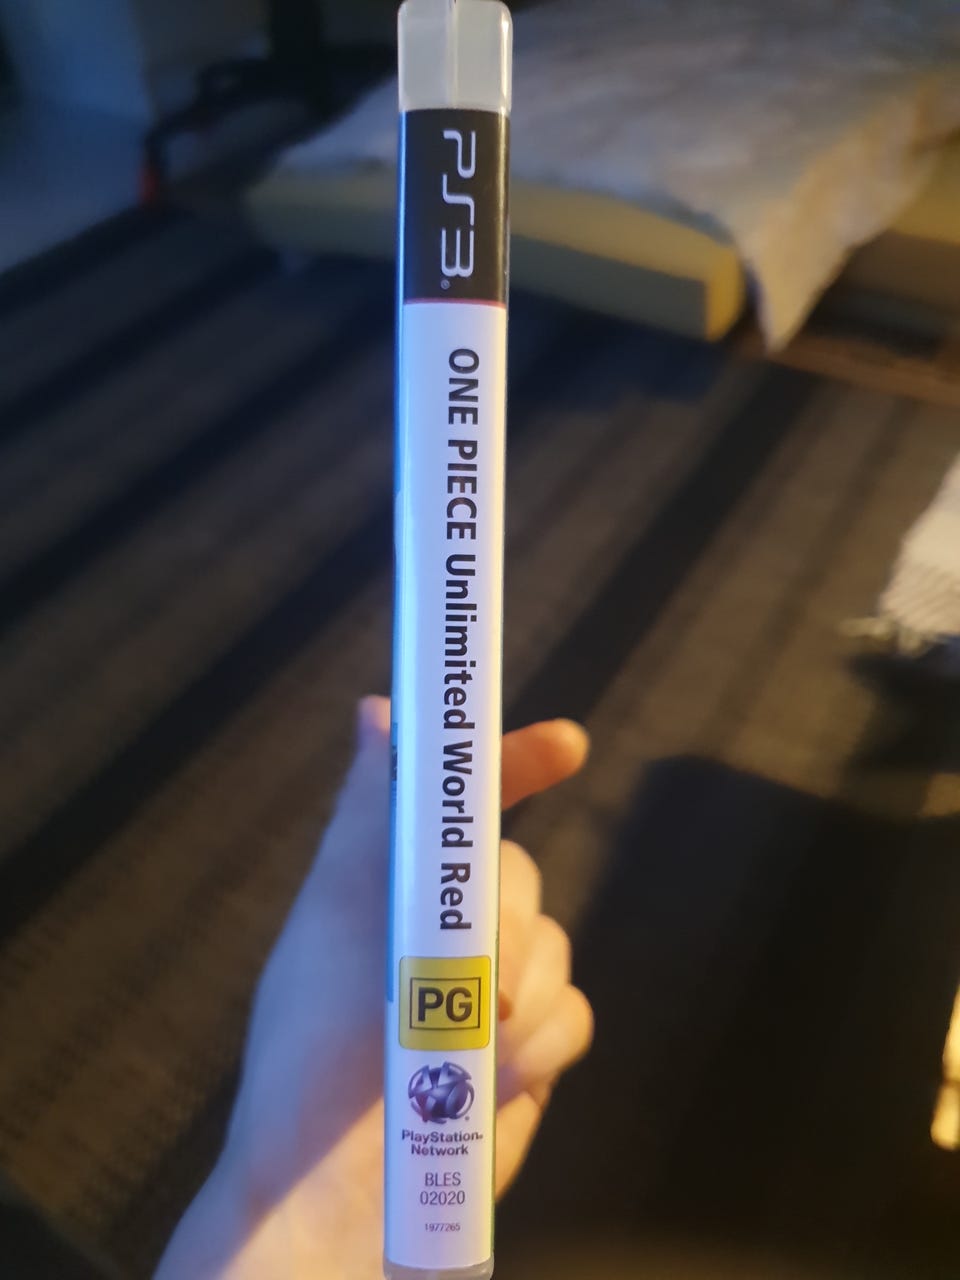 PS3
ONE PIECE Unlimited World Red
PG
PlayStation
Network
BLES
02020
1977265